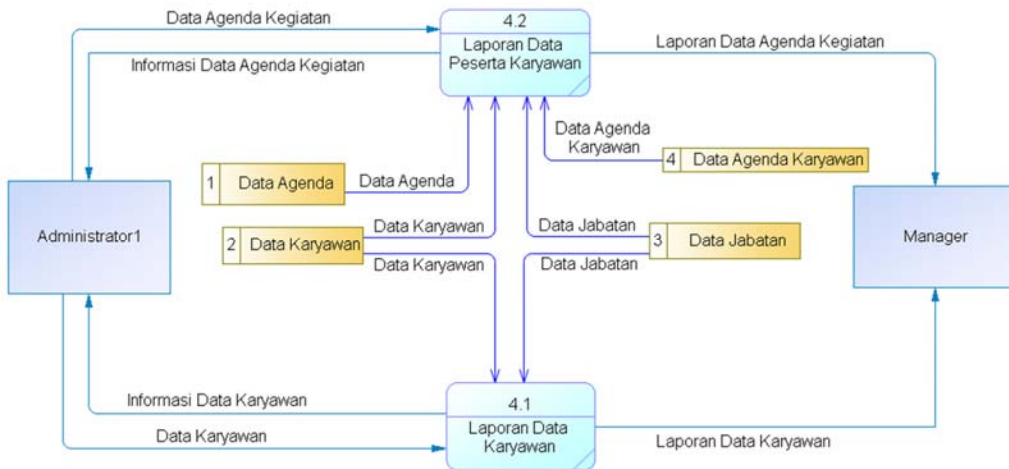 Data Agenda Kegiatan
4.2
Laporan Data
Peserta Karyawan
Laporan Data Agenda Kegiatan
Informasi Data Agenda Kegiatan
Data Agenda
Karyawan
4 Data Agenda Karyawan
1 Data Agenda
Data Agenda
Administrator1
2 Data Karyawan
Data Karyawan
Data Karyawan
Data Jabatan
Data Jabatan
3 Data Jabatan
Manager
Informasi Data Karyawan
Data Karyawan
4.1
Laporan Data
Karyawan
Laporan Data Karyawan